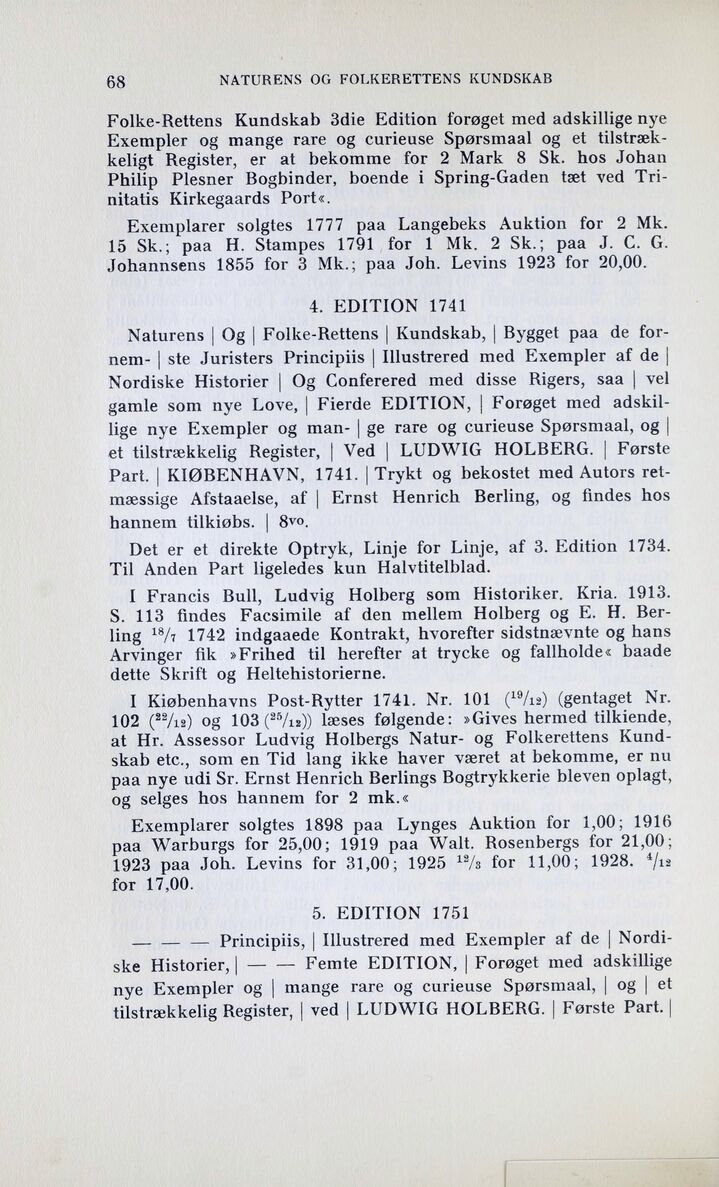 68 NATURENS OG FOLKERETTENS KUNDSKAB
Folke-Rettens Kundskab 3die Edition forøget med adskillige nye
Exempler og mange rare og curieuse Spørsmaal og et tilstræk-
keligt Register, er at bekomme for 2 Mark 8 Sk. hos Johan
Philip Plesner Bogbinder, boende i Spring-Gaden tæt ved Tri-
nitatis Kirkegaards Port«.
Exemplarer solgtes 1777 paa Langebeks Auktion for 2 Mk.
15 Sk.; paa H. Stampes 1791 for 1 Mk. 2 Sk.; paa J. C. G.
Johannsens 1855 for 3 Mk.; paa Joh. Levins 1923 for 20,00.
4. EDITION 1741
Naturens | Og | Folke-Rettens | Kundskab, | Bygget paa de for-
nem- | ste Juristers Principiis | Illustrered med Exempler af de |
Nordiske Historier | Og Conferered med disse Rigers, saa | vel
gamle som nye Love, | Fierde EDITION, | Forøget med adskil-
lige nye Exempler og man- | ge rare og curieuse Spørsmaal, og |
et tilstrækkelig Register, | Ved | LUDWIG HOLBERG. | Første
Part. | KIØBENHAVN, 1741. | Trykt og bekostet med Autors ret-
mæssige Afstaaelse, af | Ernst Henrich Berling, og findes hos
hannem tilkiøbs. | 8vo.
Det er et direkte Optryk, Linje for Linje, af 3. Edition 1734.
Til Anden Part ligeledes kun Halvtitelblad.
I Francis Bull, Ludvig Holberg som Historiker. Kria. 1913.
S. 113 findes Facsimile af den mellem Holberg og E. H. Ber-
ling ¹⁸/₇ 1742 indgaaede Kontrakt, hvorefter sidstnævnte og hans
Arvinger fik »Frihed til herefter at trycke og fallholde« baade
dette Skrift og Heltehistorierne.
I Kiøbenhavns Post-Rytter 1741. Nr. 101 (¹⁹/₁₂) (gentaget Nr.
102 (²²/₁₂) og 103 (²⁵/₁₂)) læses følgende: »Gives hermed tilkiende,
at Hr. Assessor Ludvig Holbergs Natur- og Folkerettens Kund-
skab etc., som en Tid lang ikke haver været at bekomme, er nu
paa nye udi Sr. Ernst Henrich Berlings Bogtrykkerie bleven oplagt,
og selges hos hannem for 2 mk.«
Exemplarer solgtes 1898 paa Lynges Auktion for 1,00; 1916
paa Warburgs for 25,00; 1919 paa Walt. Rosenbergs for 21,00;
1923 paa Joh. Levins for 31,00; 1925 ¹²/₃ for 11,00; 1928. ⁴/₁₂
for 17,00.
5. EDITION 1751
— — — Principiis, | Illustrered med Exempler af de | Nordi-
ske Historier, | — — Femte EDITION, | Forøget med adskillige
nye Exempler og | mange rare og curieuse Spørsmaal, | og | et
tilstrækkelig Register, | ved | LUDWIG HOLBERG. | Første Part. |